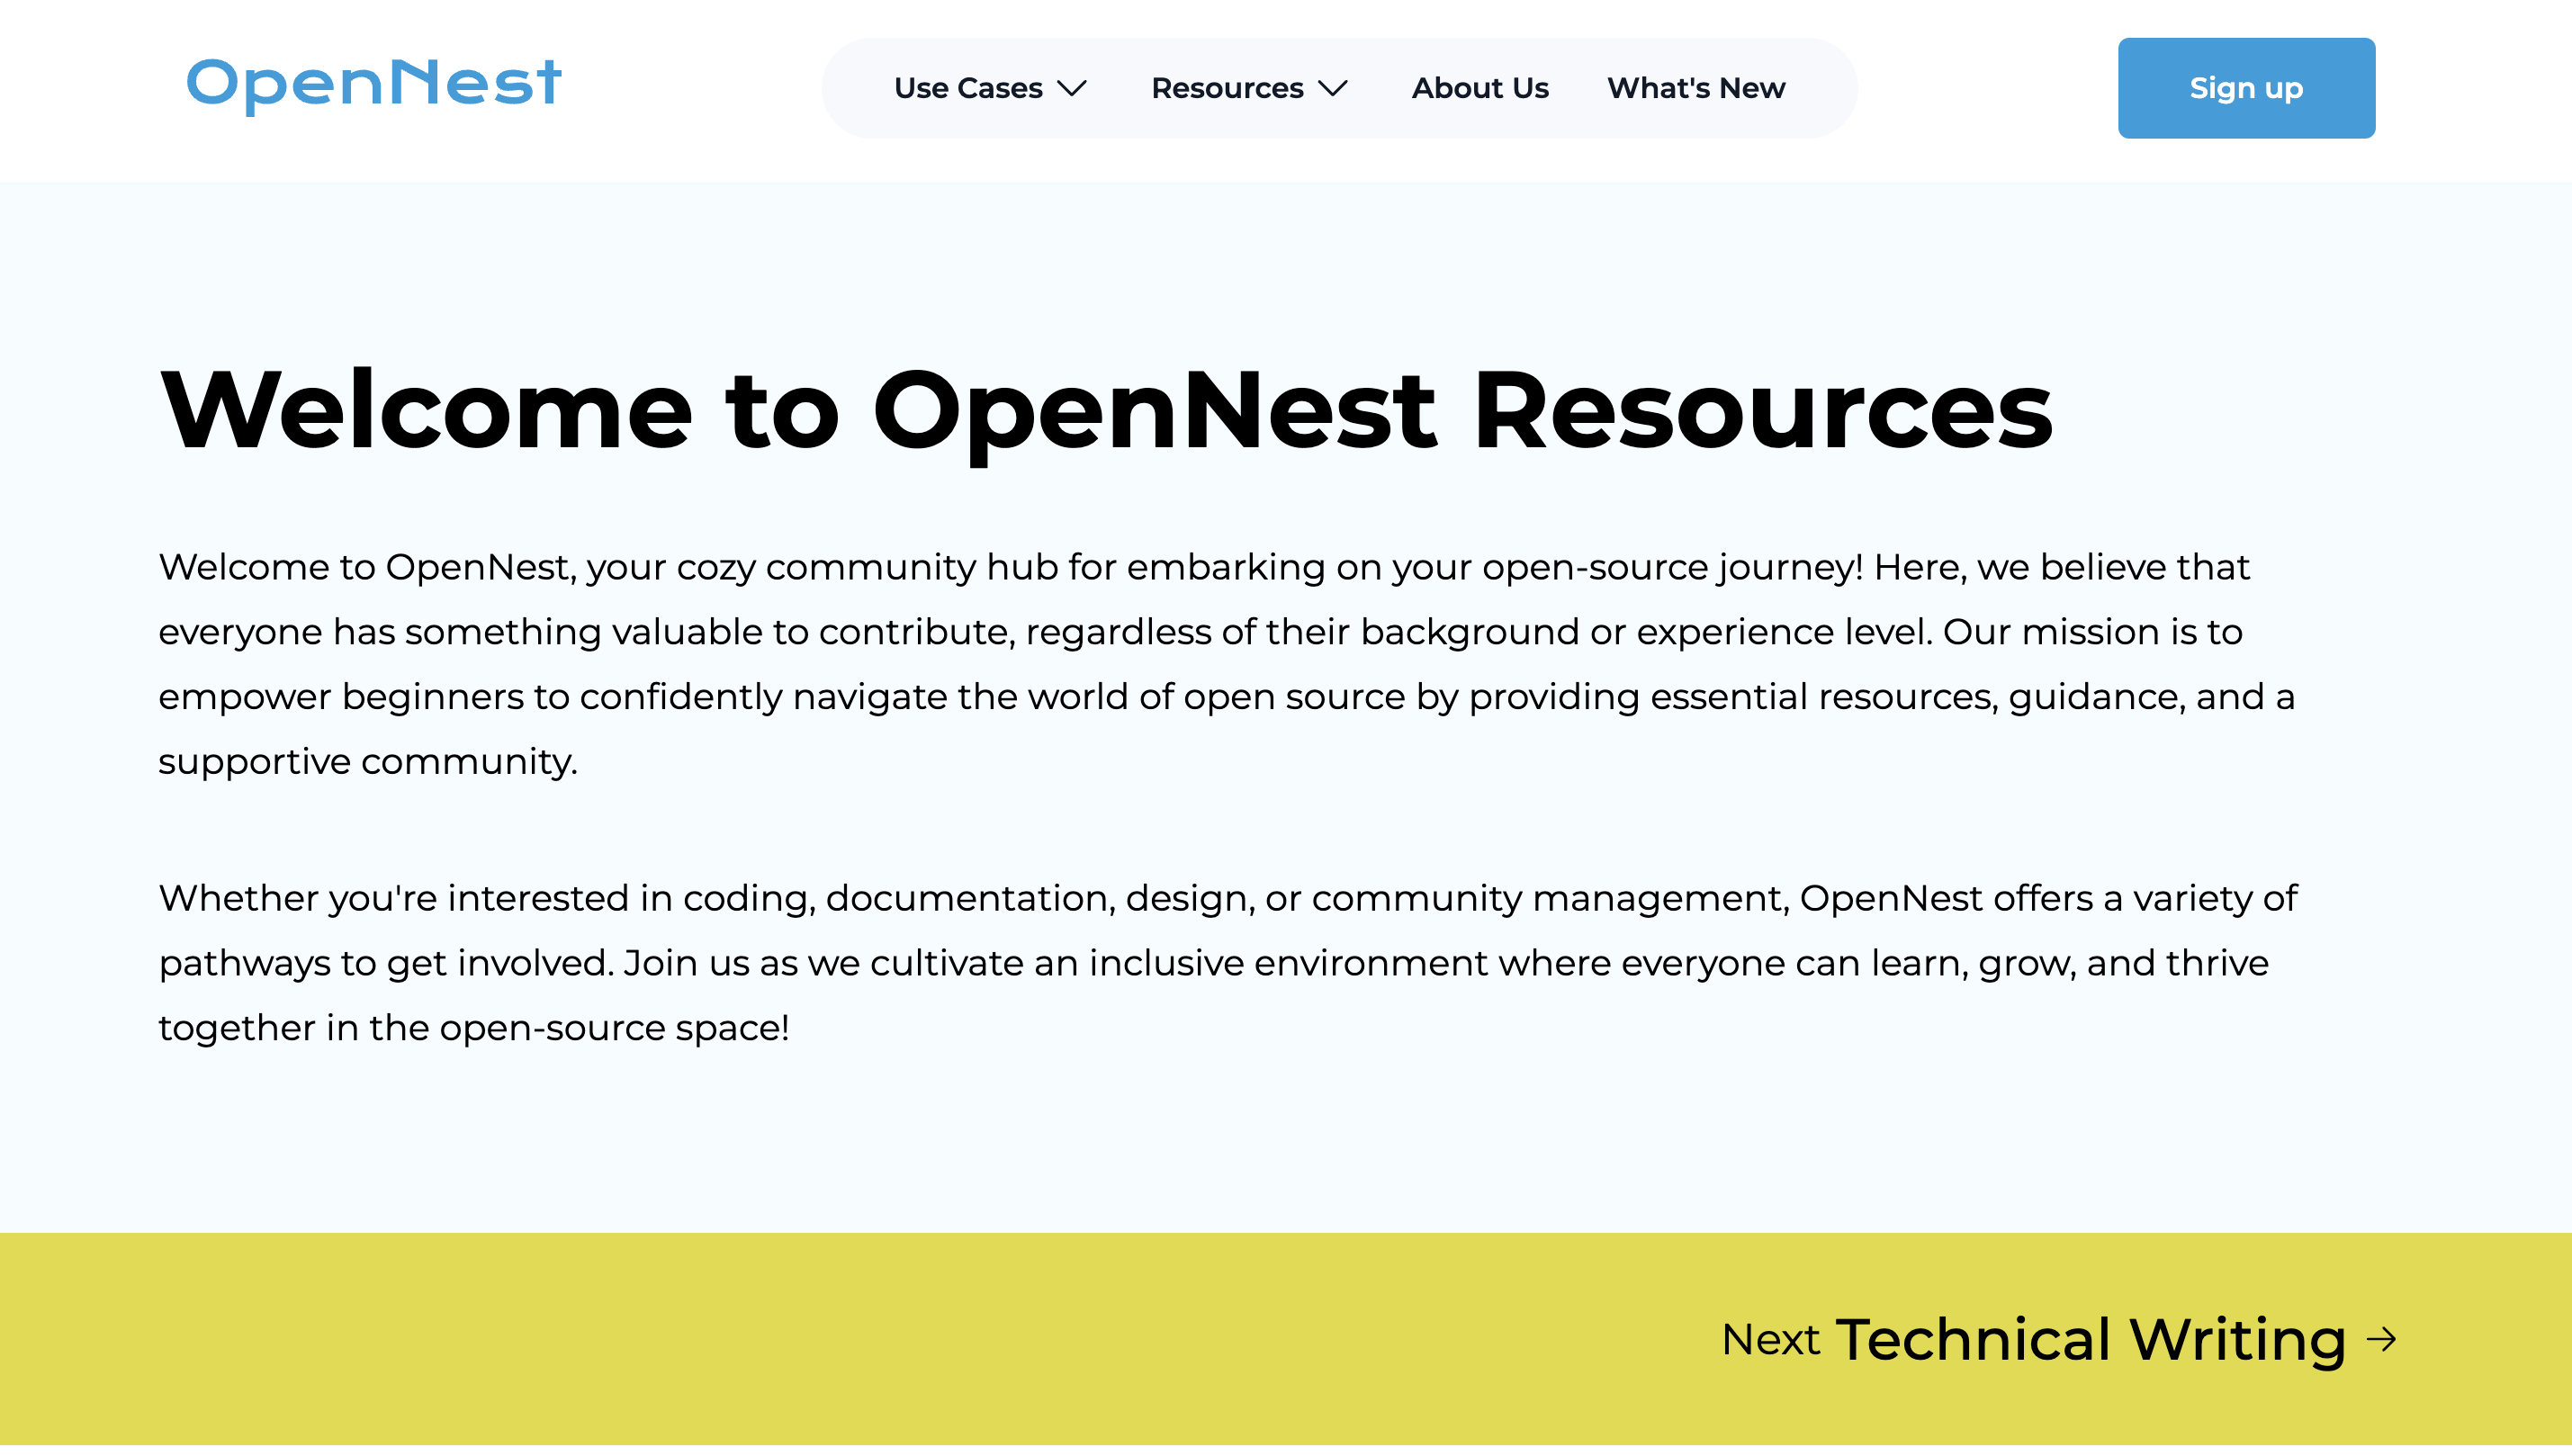 OpenNest
Use Cases
Resources
About Us
What's New
Sign up
Welcome to OpenNest Resources
Welcome to OpenNest, your cozy community hub for embarking on your open-source journey! Here, we believe that
everyone has something valuable to contribute, regardless of their background or experience level. Our mission is to
empower beginners to confidently navigate the world of open source by providing essential resources, guidance, and a
supportive community.
Whether you're interested in coding, documentation, design, or community management, OpenNest offers a variety of
pathways to get involved. Join us as we cultivate an inclusive environment where everyone can learn, grow, and thrive
together in the open-source space!
Next Technical Writing →